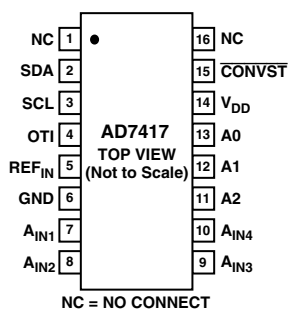 NC 1 16 NC
SDA 2 15 CONVST
SCL 3 14 VDD
OTI 4 AD7417 13 A0
TOP VIEW
REFIN 5 (Not to Scale) 12 A1
GND 6 11 A2
AIN1 7 10 AIN4
AIN2 8 9 AIN3
NC = NO CONNECT